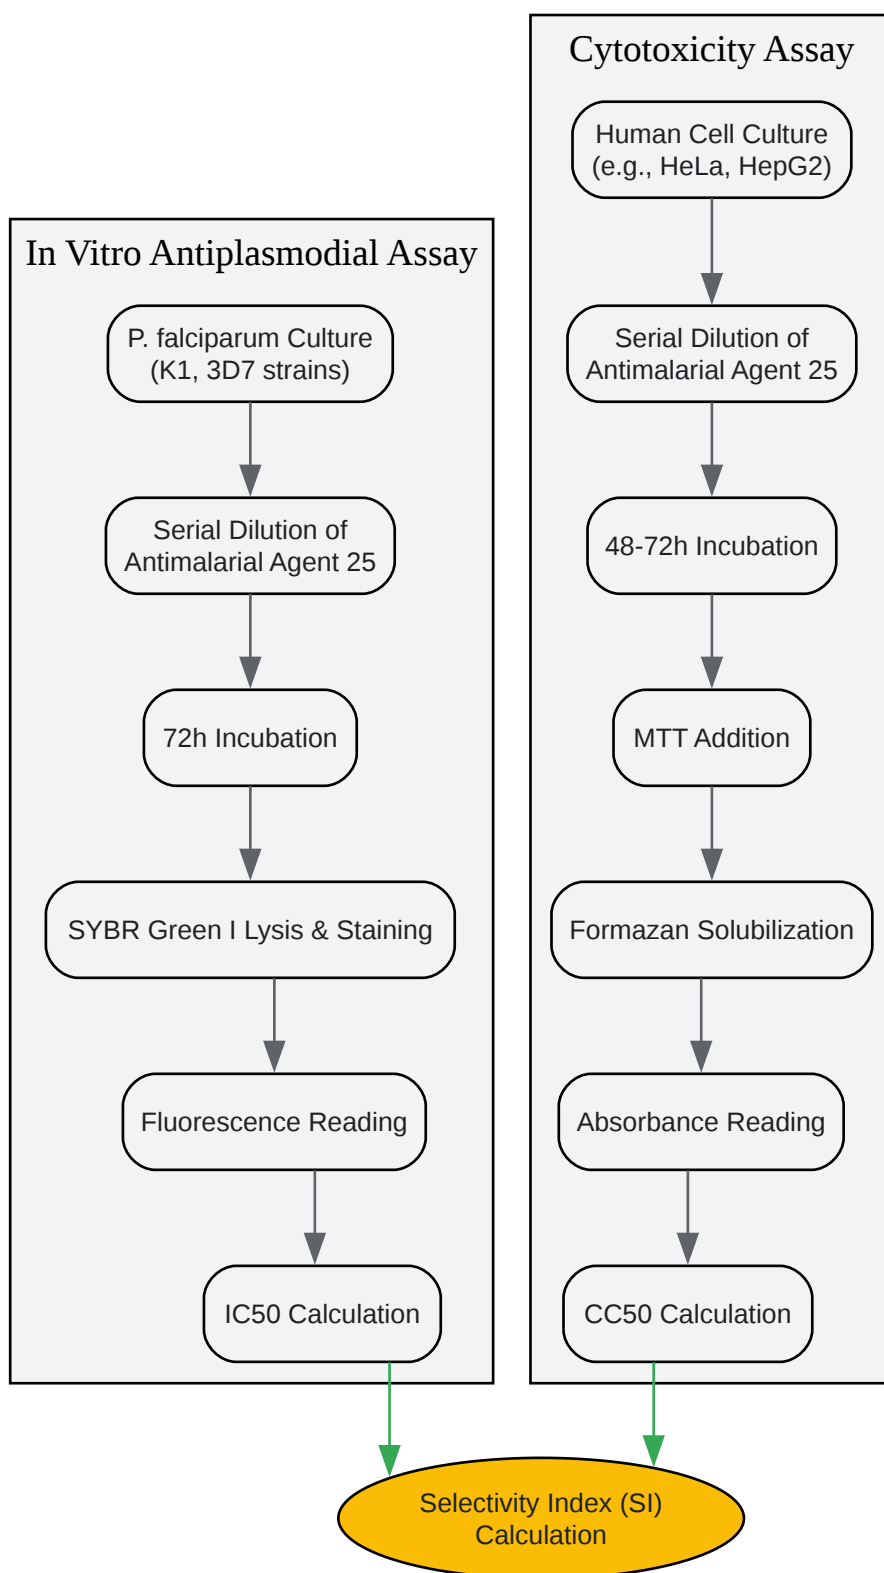 In Vitro Antiplasmodial Assay
P. falciparum Culture
(K1, 3D7 strains)
Serial Dilution of
Antimalarial Agent 25
72h Incubation
SYBR Green I Lysis & Staining
Fluorescence Reading
IC50 Calculation
Cytotoxicity Assay
Human Cell Culture
(e.g., HeLa, HepG2)
Serial Dilution of
Antimalarial Agent 25
48-72h Incubation
MTT Addition
Formazan Solubilization
Absorbance Reading
CC50 Calculation
Selectivity Index (SI)
Calculation